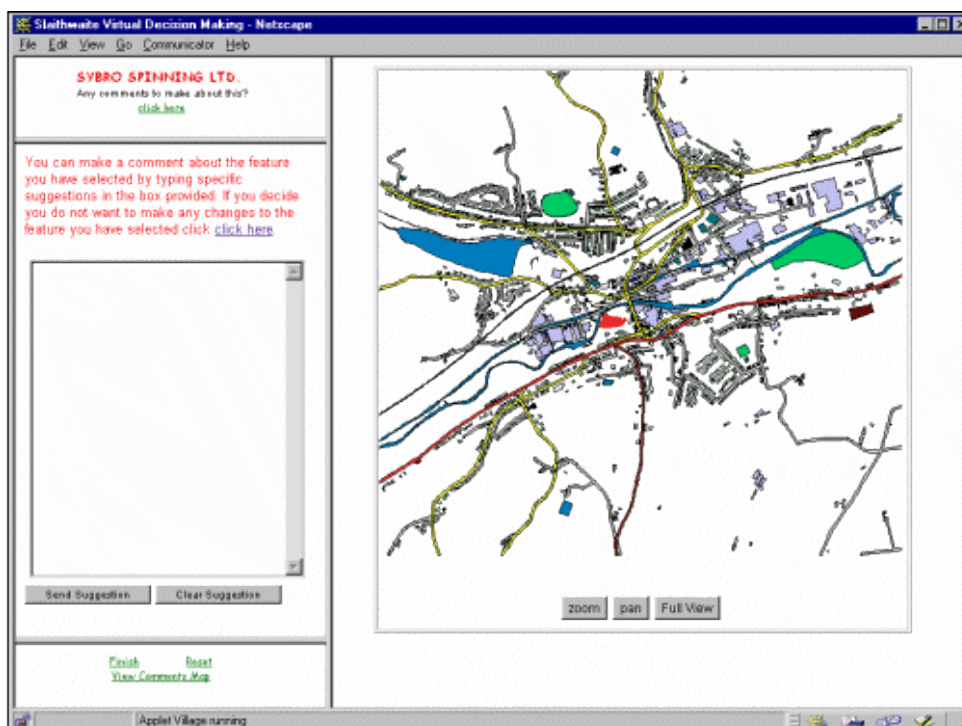 Slaithwaite Virtual Decision Making - Netscape
File Edit View Go Communicator Help
SYBRO SPINNING LTD.
Any comments to make about this?
click here
You can make a comment about the feature
you have selected by typing specific
suggestions in the box provided. If you decide
you do not want to make any changes to the
feature you have selected click click here.
Send Suggestion Clear Suggestion
zoom pan Full View
Finish Reset
View Comments Map
Applet Village running